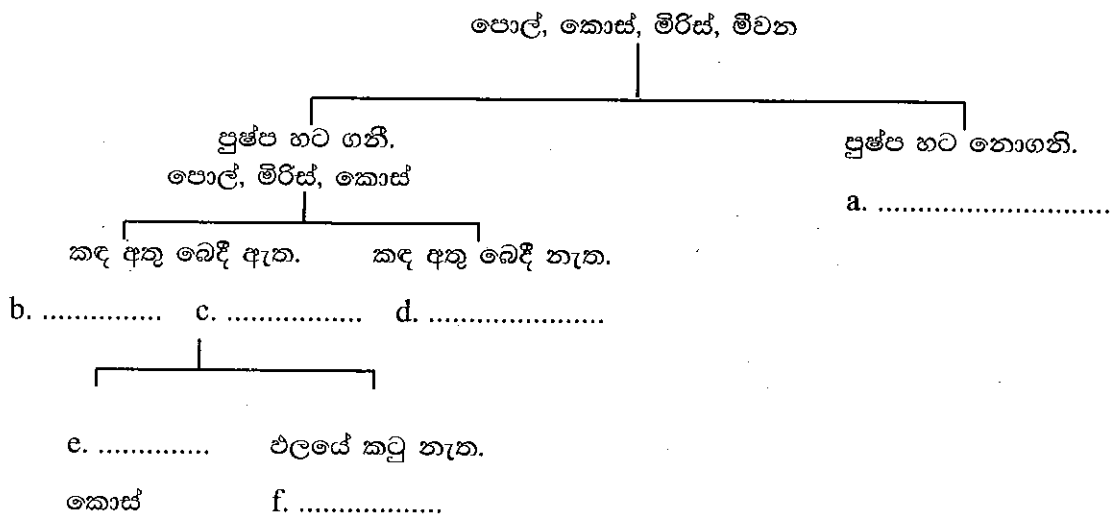 පොල්, කොස්, මිරිස්, මීවන
පුෂ්ප හට ගනී. පුෂ්ප හට නොගනි.
පොල්, මිරිස්, කොස්
a. ..............................
කඳ අතු බෙදී ඇත. කඳ අතු බෙදී නැත.
b. ............... c. ................. d. ......................
e. .............. ඵලයේ කටු නැත.
කොස් f. ..................